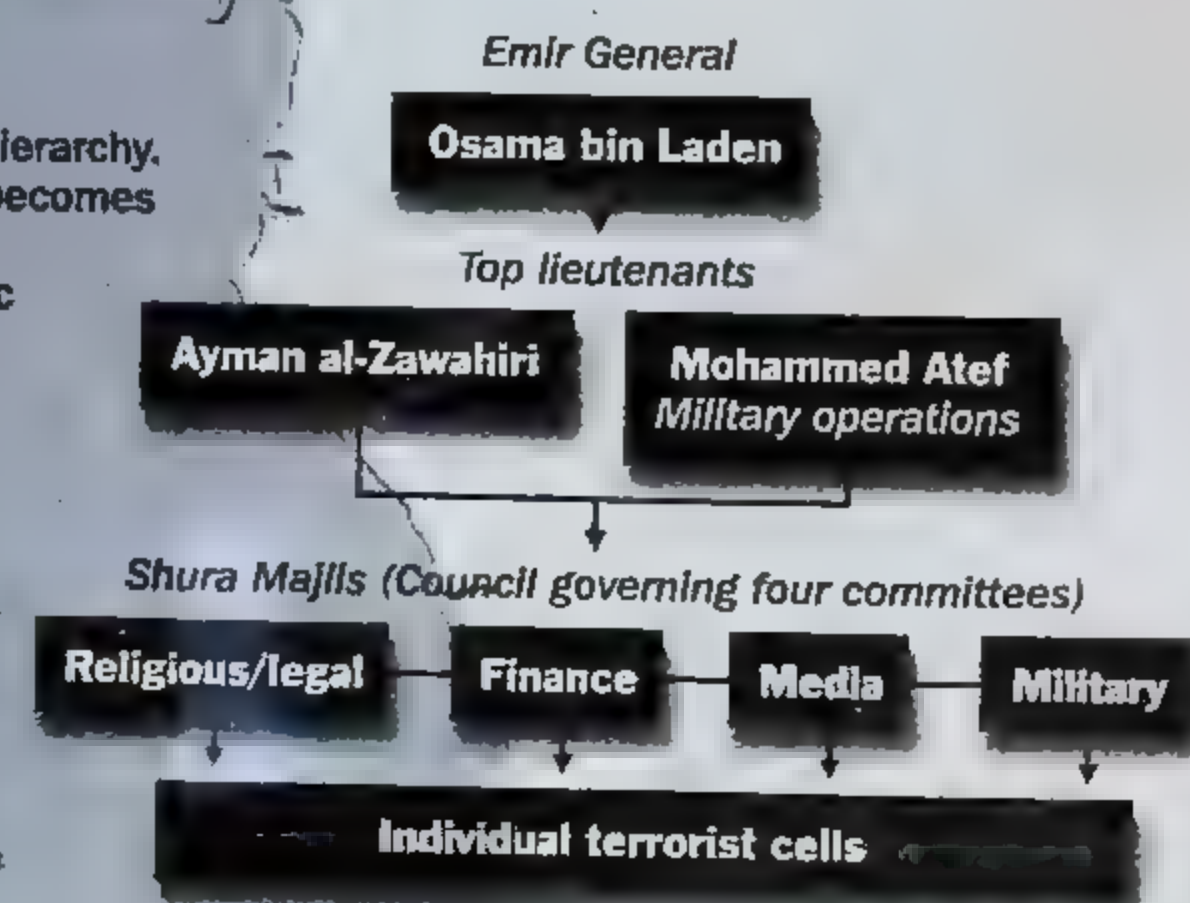 ierarchy.
ecomes
c
Emir General
Osama bin Laden
Top lieutenants
Ayman al-Zawahiri
Mohammed Atef
Military operations
Shura Majlis (Council governing four committees)
Religious/legal
Finance
Media
Military
Individual terrorist cells